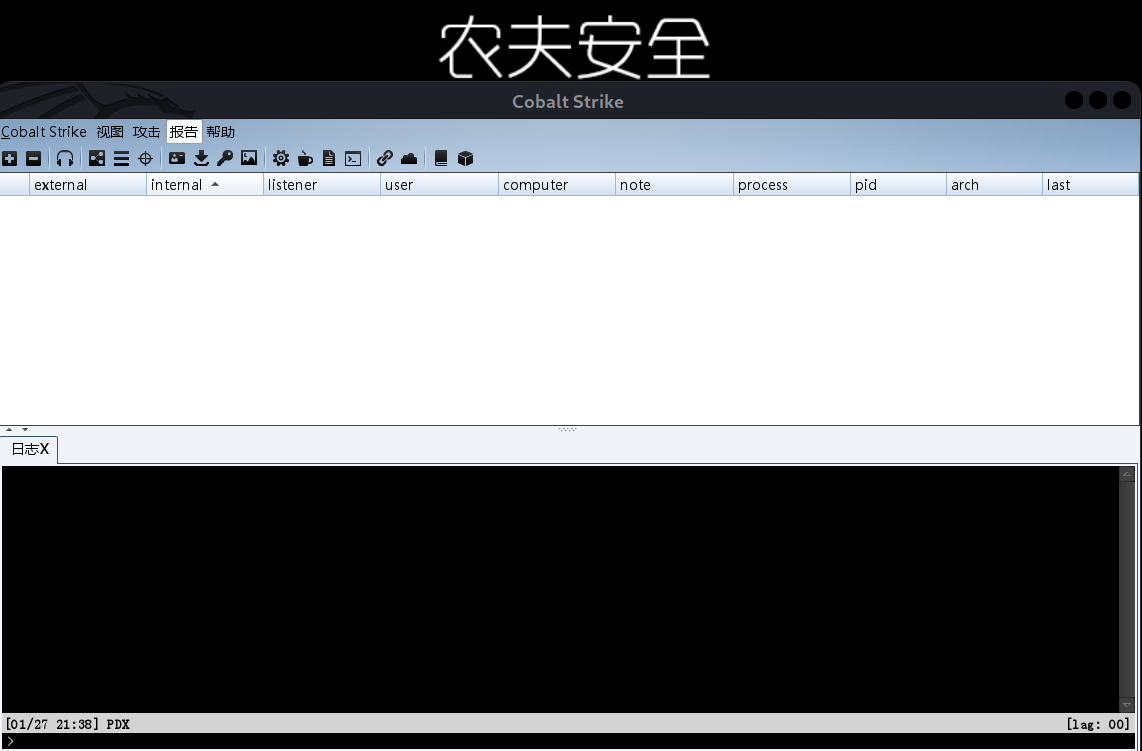 农夫安全
Cobalt Strike
Cobalt Strike 视图 攻击 报告 帮助
external internal listener user computer note process pid arch last
日志X
[01/27 21:38] PDX [lag: 00]
>